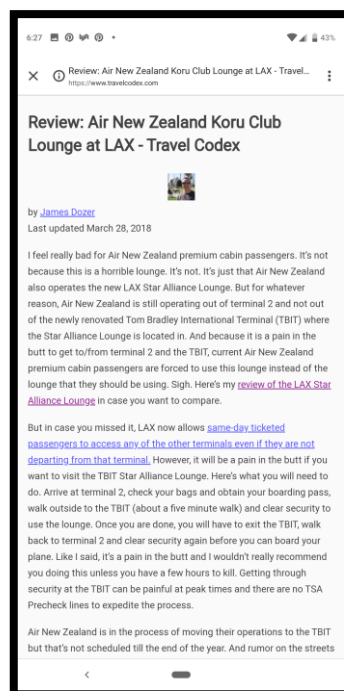 6:27
43%
Review: Air New Zealand Koru Club Lounge at LAX - Travel...
https://www.travelcodex.com
Review: Air New Zealand Koru Club
Lounge at LAX - Travel Codex
by James Dozer
Last updated March 28, 2018
I feel really bad for Air New Zealand premium cabin passengers. It's not
because this is a horrible lounge. It's not. It's just that Air New Zealand
also operates the new LAX Star Alliance Lounge. But for whatever
reason, Air New Zealand is still operating out of terminal 2 and not out
of the newly renovated Tom Bradley International Terminal (TBIT) where
the Star Alliance Lounge is located in. And because it is a pain in the
butt to get to/from terminal 2 and the TBIT, current Air New Zealand
premium cabin passengers are forced to use this lounge instead of the
lounge that they should be using. Sigh. Here's my review of the LAX Star
Alliance Lounge in case you want to compare.
But in case you missed it, LAX now allows same-day ticketed
passengers to access any of the other terminals even if they are not
departing from that terminal. However, it will be a pain in the butt if you
want to visit the TBIT Star Alliance Lounge. Here's what you will need to
do. Arrive at terminal 2, check your bags and obtain your boarding pass,
walk outside to the TBIT (about a five minute walk) and clear security to
use the lounge. Once you are done, you will have to exit the TBIT, walk
back to terminal 2 and clear security again before you can board your
plane. Like I said, it's a pain in the butt and I wouldn't really recommend
you doing this unless you have a few hours to kill. Getting through
security at the TBIT can be painful at peak times and there are no TSA
Precheck lines to expedite the process.
Air New Zealand is in the process of moving their operations to the TBIT
but that's not scheduled till the end of the year. And rumor on the streets